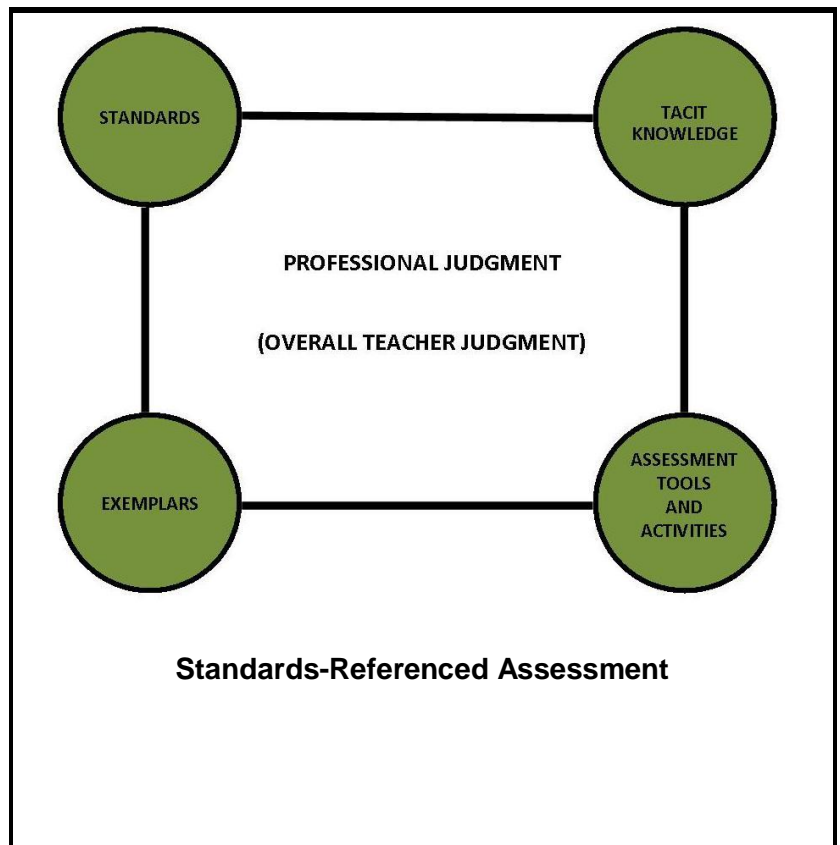 STANDARDS
TACIT
KNOWLEDGE
PROFESSIONAL JUDGMENT
(OVERALL TEACHER JUDGMENT)
EXEMPLARS
ASSESSMENT
TOOLS
AND
ACTIVITIES
Standards-Referenced Assessment